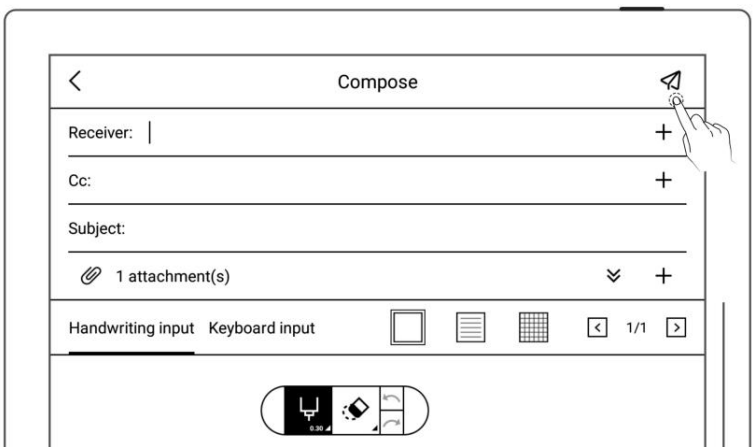 Compose
Receiver:
Cc:
Subject:
1 attachment(s)
Handwriting input Keyboard input 1/1
0.30